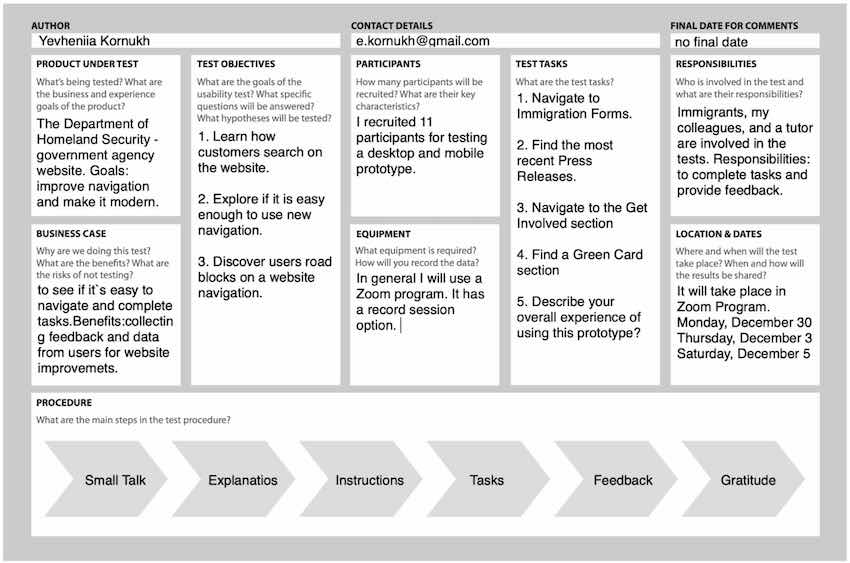 AUTHOR
Yevheniia Kornukh
CONTACT DETAILS
e.kornukh@gmail.com
FINAL DATE FOR COMMENTS
no final date
PRODUCT UNDER TEST
What's being tested? What are
the business and experience
goals of the product?
The Department of
Homeland Security -
government agency
website. Goals:
improve navigation
and make it modern.
BUSINESS CASE
Why are we doing this test?
What are the benefits? What are
the risks of not testing?
to see if it`s easy to
navigate and complete
tasks.Benefits:collectin
g feedback and data
from users for website
improvemets.
TEST OBJECTIVES
What are the goals of the
usability test? What specific
questions will be answered?
What hypotheses will be tested?
1. Learn how
customers search on
the website.
2. Explore if it is easy
enough to use new
navigation.
3. Discover users road
blocks on a website
navigation.
PARTICIPANTS
How many participants will be
recruited? What are their key
characteristics?
I recruited 11
participants for testing
a desktop and mobile
prototype.
EQUIPMENT
What equipment is required?
How will you record the data?
In general I will use a
Zoom program. It has
a record session
option.
TEST TASKS
What are the test tasks?
1. Navigate to
Immigration Forms.
2. Find the most
recent Press
Releases.
3. Navigate to the Get
Involved section
4. Find a Green Card
section
5. Describe your
overall experience of
using this prototype?
RESPONSIBILITIES
Who is involved in the test and
what are their responsibilities?
Immigrants, my
colleagues, and a tutor
are involved in the
tests. Responsibilities:
to complete tasks and
provide feedback.
LOCATION & DATES
Where and when will the test
take place? When and how will
the results be shared?
It will take place in
Zoom Program.
Monday, December 30
Thursday, December 3
Saturday, December 5
PROCEDURE
What are the main steps in the test procedure?
Small Talk
Explanatios
Instructions
Tasks
Feedback
Gratitude